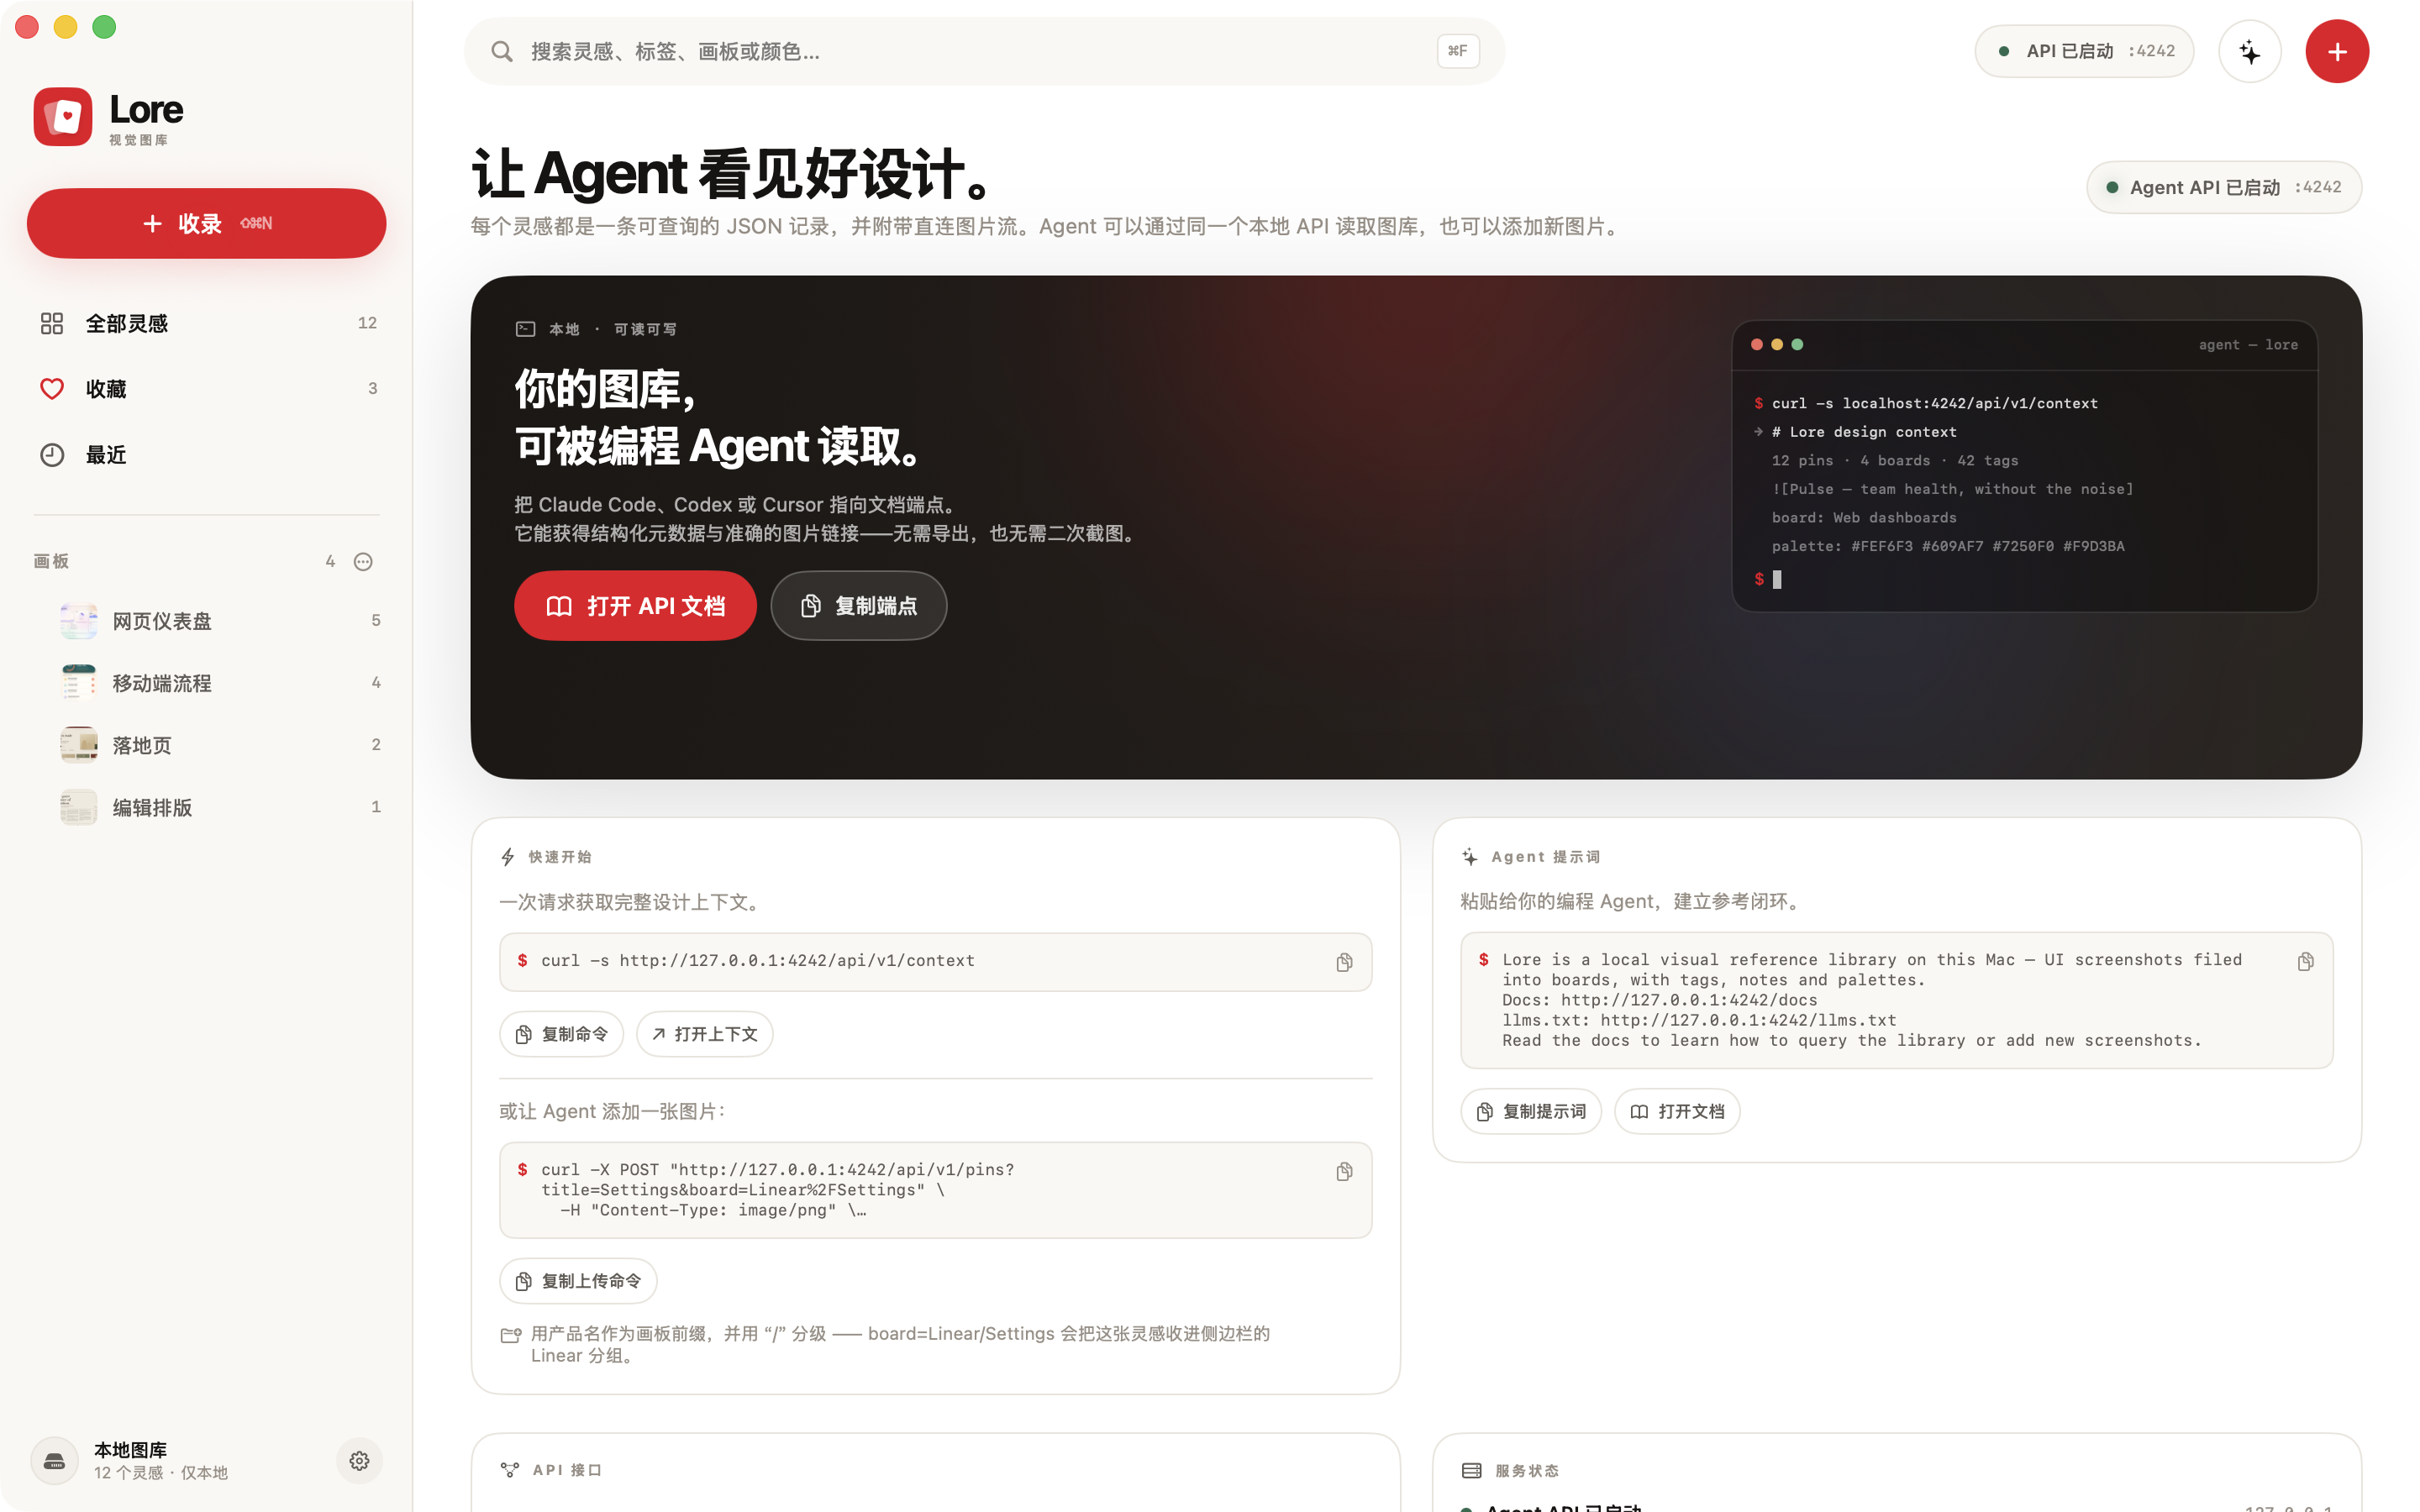 Lore
视觉图库
收录 ⇧⌘N
全部灵感 12
收藏 3
最近
画板 4
网页仪表盘 5
移动端流程 4
落地页 2
编辑排版 1
本地图库
12 个灵感 · 仅本地
搜索灵感、标签、画板或颜色... ⌘F
API 已启动 :4242
让 Agent 看见好设计。
每个灵感都是一条可查询的 JSON 记录，并附带直连图片流。Agent 可以通过同一个本地 API 读取图库，也可以添加新图片。
Agent API 已启动 :4242
本地 · 可读可写
你的图库，
可被编程 Agent 读取。
把 Claude Code、Codex 或 Cursor 指向文档端点。
它能获得结构化元数据与准确的图片链接——无需导出，也无需二次截图。
打开 API 文档
复制端点
agent — lore
$ curl -s localhost:4242/api/v1/context
→ # Lore design context
12 pins · 4 boards · 42 tags
![Pulse — team health, without the noise]
board: Web dashboards
palette: #FEF6F3 #609AF7 #7250F0 #F9D3BA
$
快速开始
一次请求获取完整设计上下文。
$ curl -s http://127.0.0.1:4242/api/v1/context
复制命令
打开上下文
或让 Agent 添加一张图片：
$ curl -X POST "http://127.0.0.1:4242/api/v1/pins?
title=Settings&board=Linear%2FSettings" \
-H "Content-Type: image/png" \…
复制上传命令
用产品名作为画板前缀，并用 “/” 分级 —— board=Linear/Settings 会把这张灵感收进侧边栏的
Linear 分组。
Agent 提示词
粘贴给你的编程 Agent，建立参考闭环。
$ Lore is a local visual reference library on this Mac — UI screenshots filed
into boards, with tags, notes and palettes.
Docs: http://127.0.0.1:4242/docs
llms.txt: http://127.0.0.1:4242/llms.txt
Read the docs to learn how to query the library or add new screenshots.
复制提示词
打开文档
API 接口
服务状态
Agent API 已启动 127.0.0.1